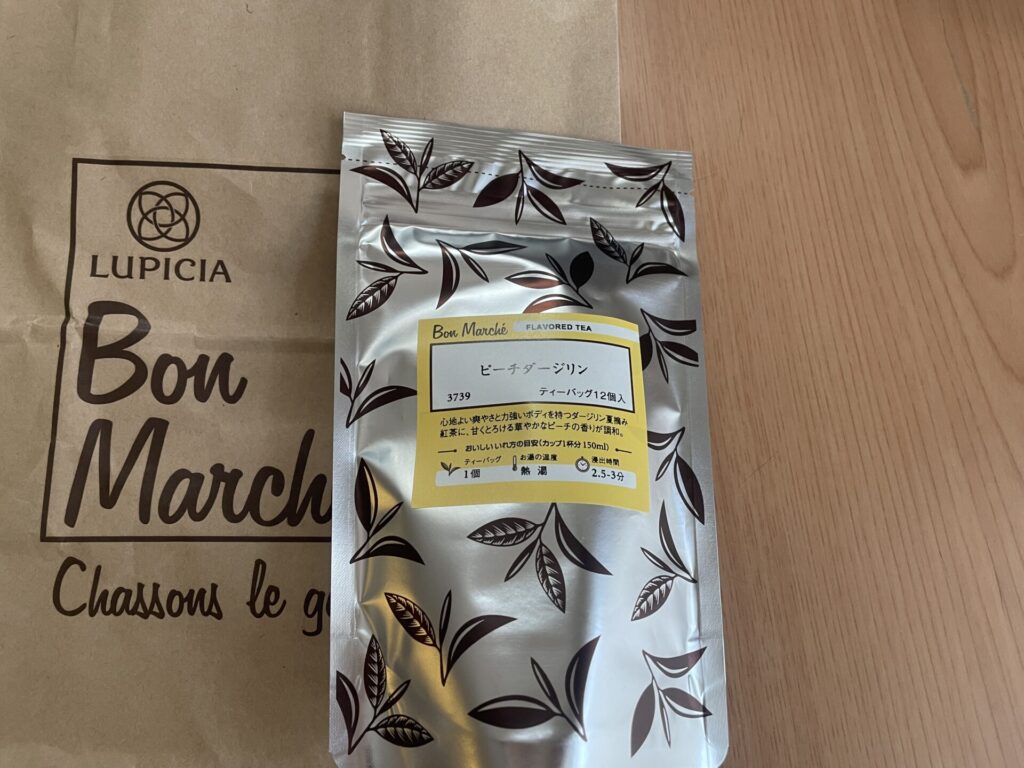 LUPICIA
Bon
March
Chassons le g
Bon Marché FLAVORED TEA
ピーチダージリン
3739 ティーバッグ12個入
心地よい爽やさと力強いボディを持つダージリン夏摘み
紅茶に、甘くとろける華やかなピーチの香りが調和。
おいしいいれ方の目安(カップ1杯分150ml)
ティーバッグ お湯の温度 浸出時間
1個 熱湯 2.5-3分